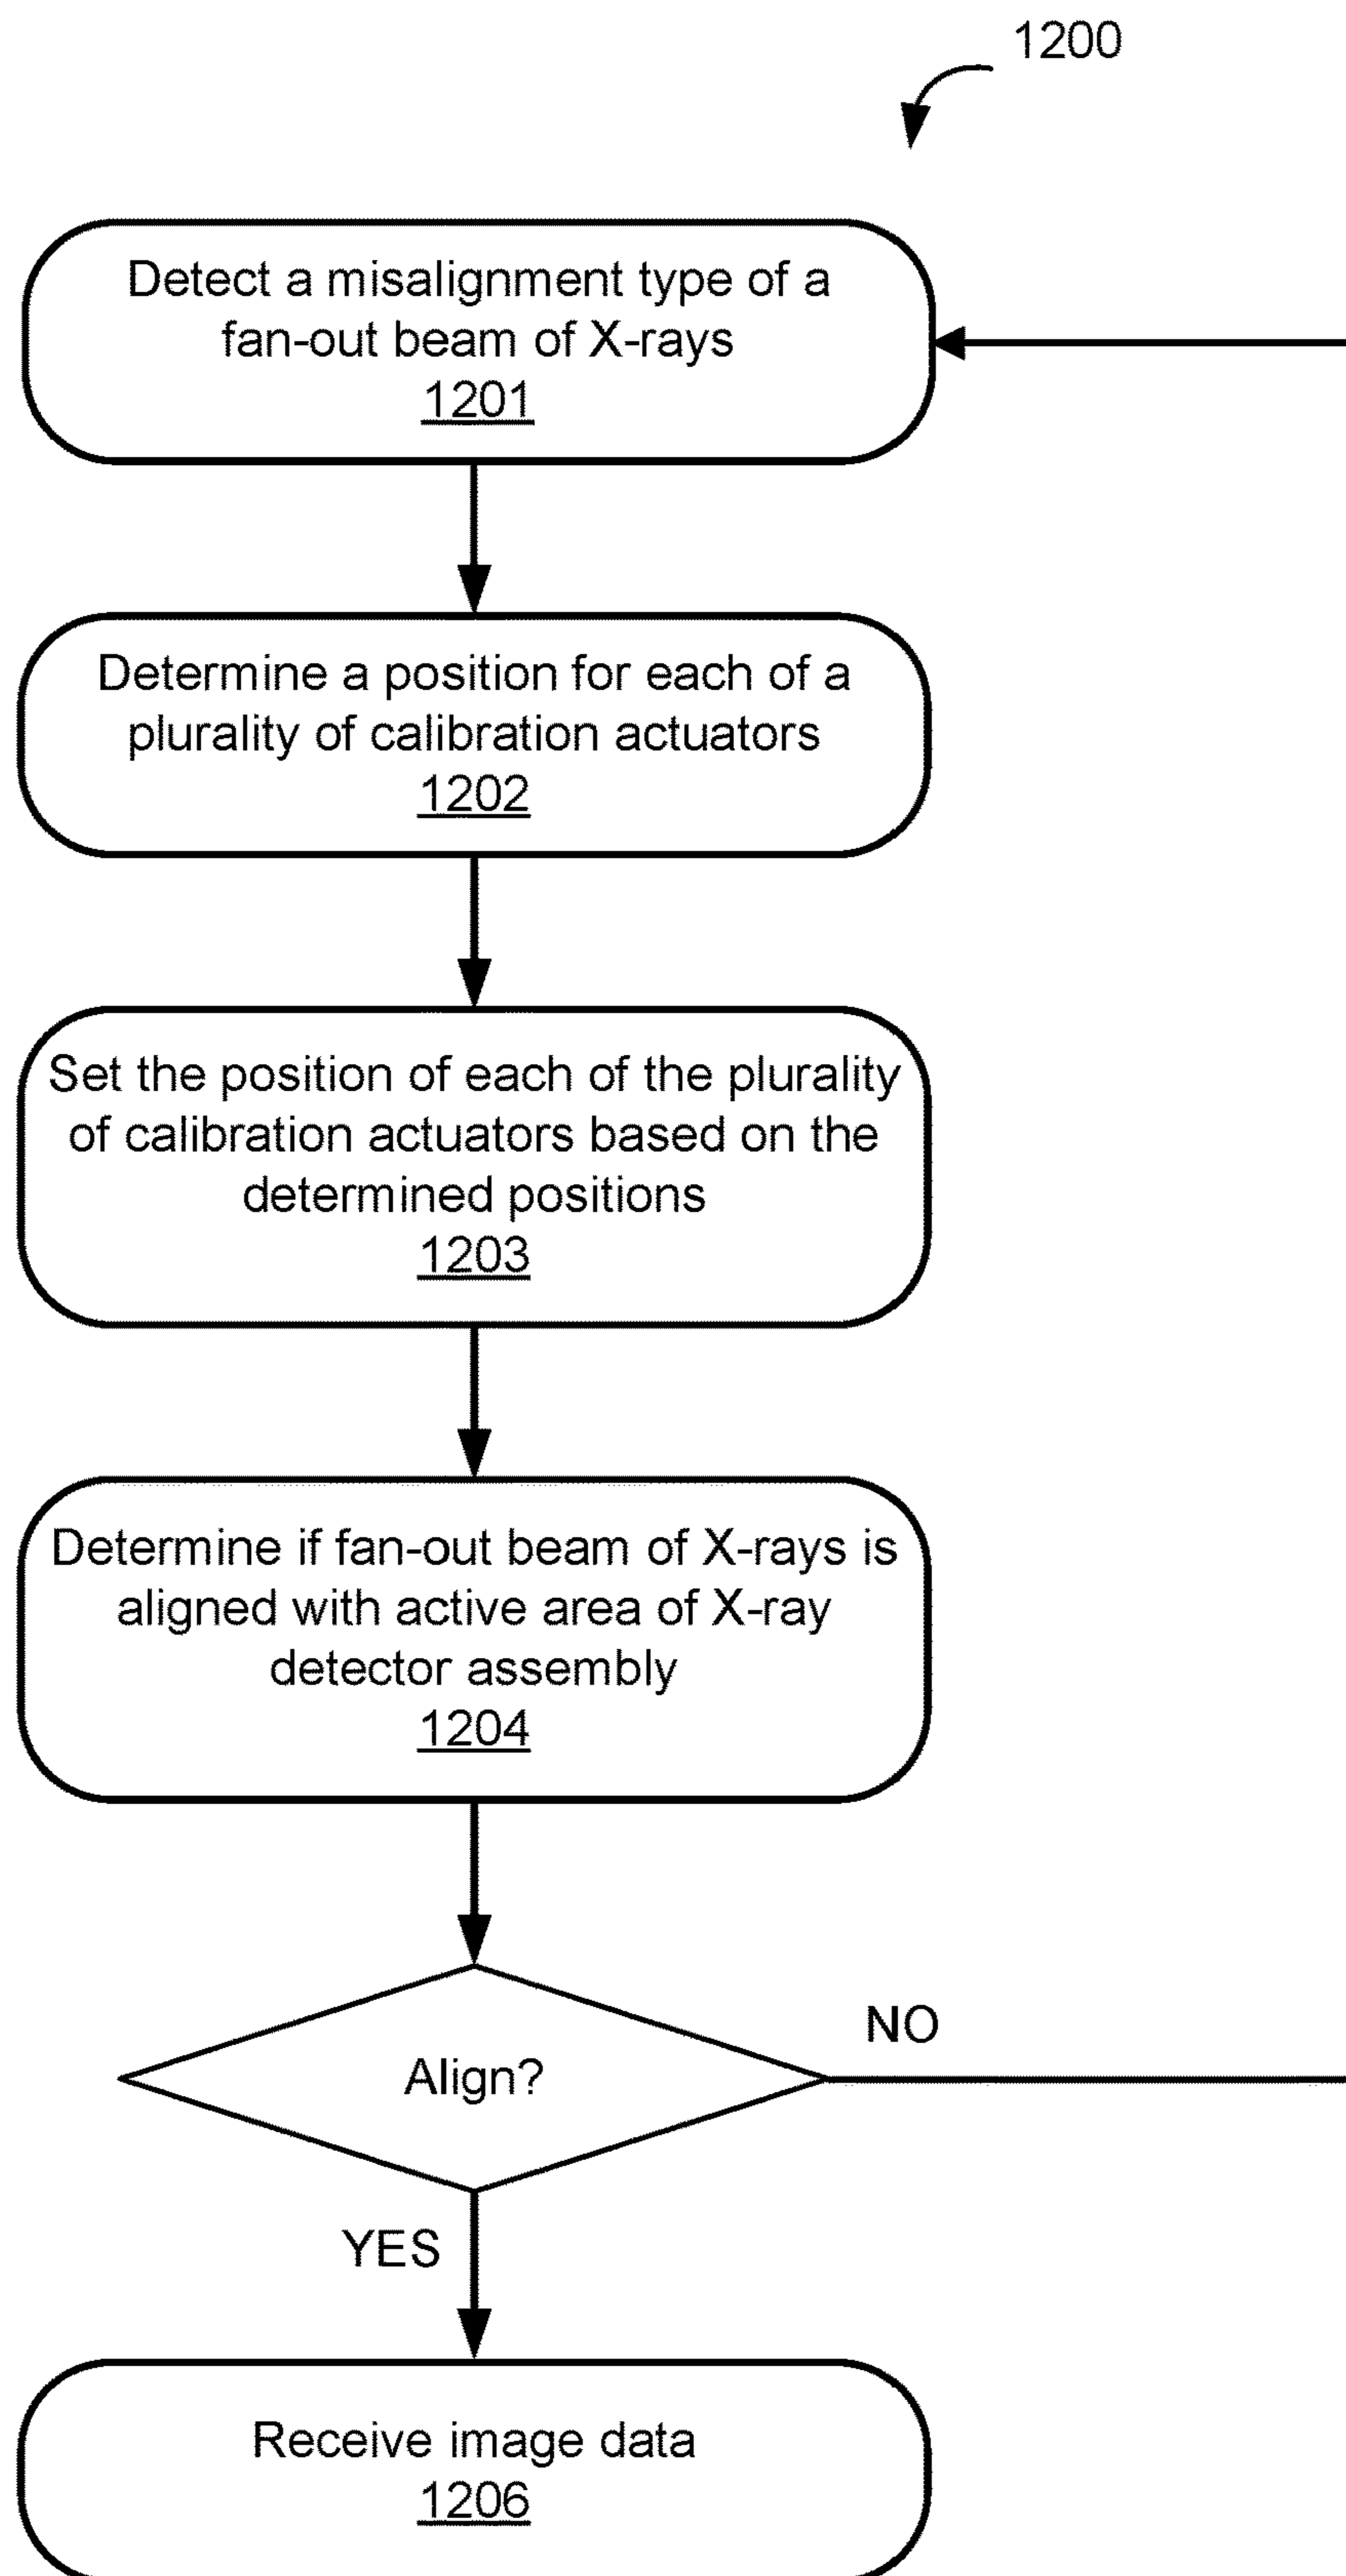 1200
Detect a misalignment type of a
fan-out beam of X-rays
1201
Determine a position for each of a
plurality of calibration actuators
1202
Set the position of each of the plurality
of calibration actuators based on the
determined positions
1203
Determine if fan-out beam of X-rays is
aligned with active area of X-ray
detector assembly
1204
Align?
NO
YES
Receive image data
1206